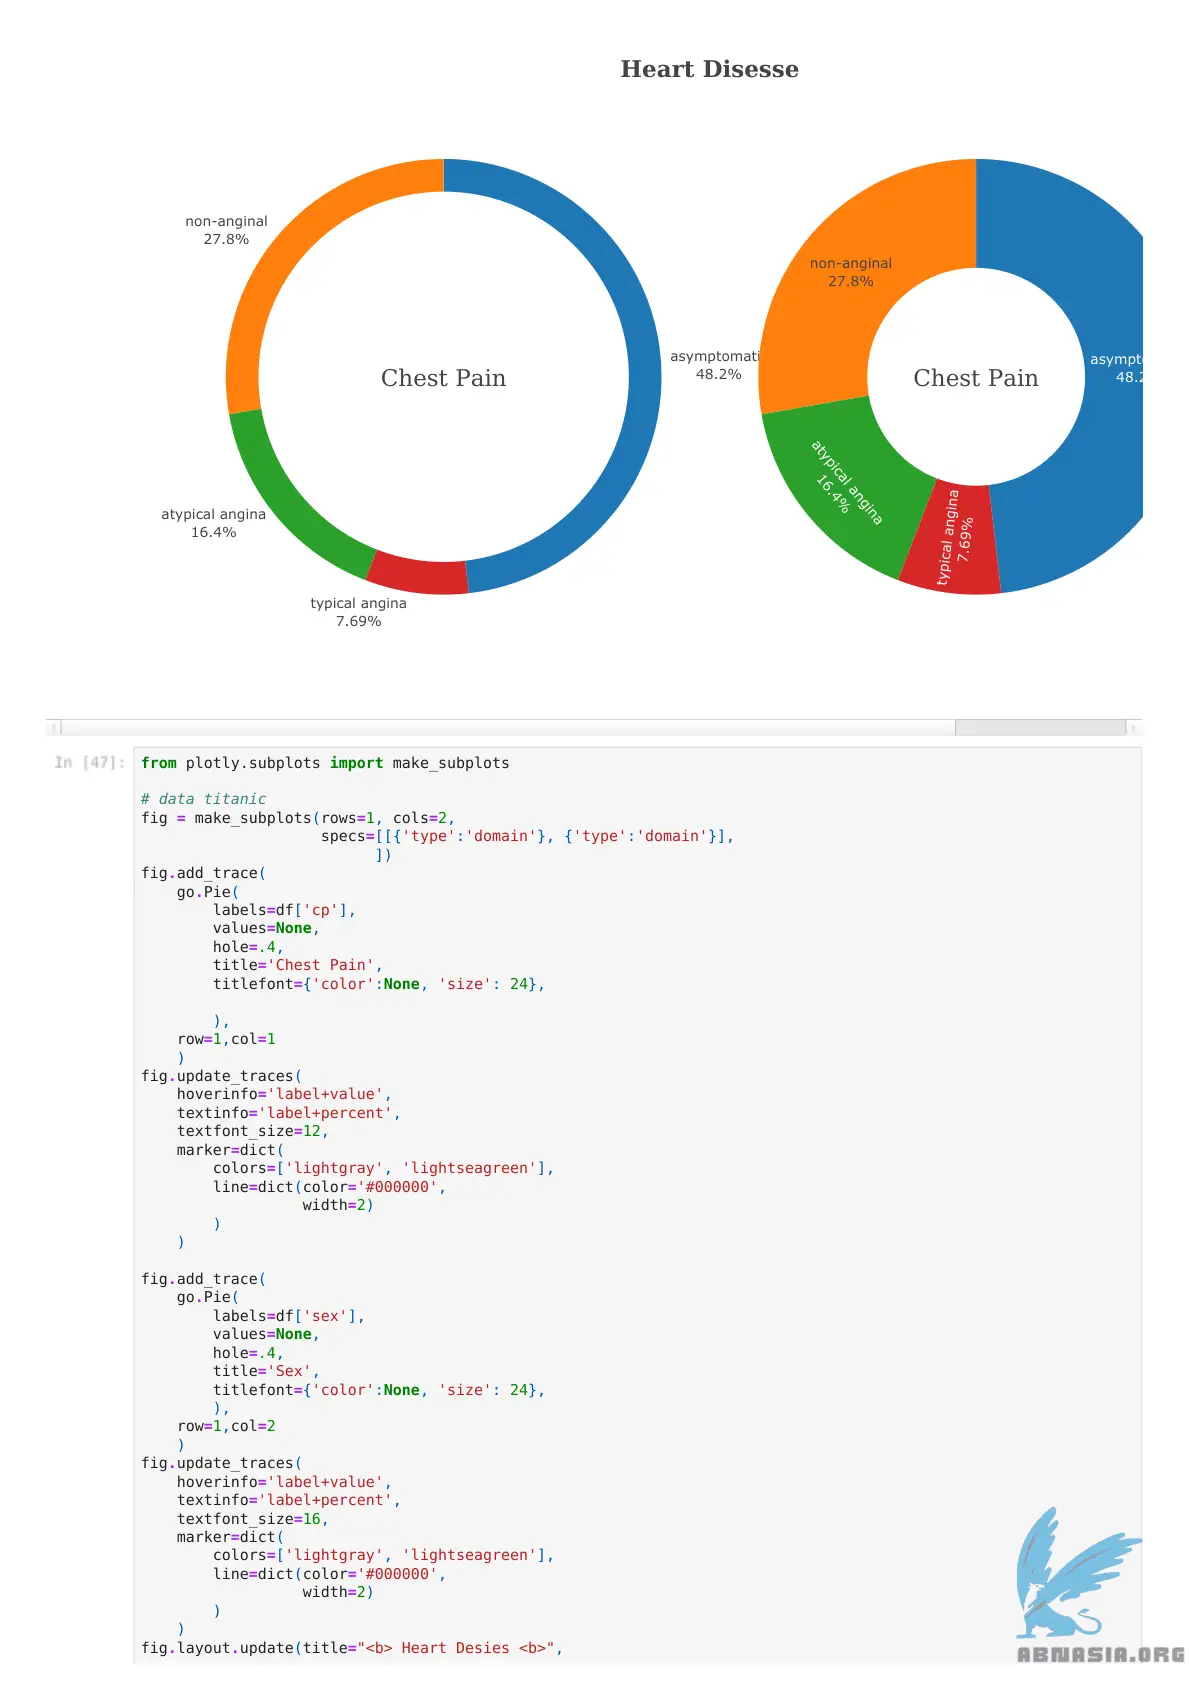 Heart Disesse
non-anginal
27.8%
Chest Pain
asymptomati
48.2%
atypical angina
16.4%
typical angina
7.69%
non-anginal
27.8%
Chest Pain
asympto
48.2
atypical angina
16.4%
typical angina
7.69%
In [47]:
from plotly.subplots import make_subplots
# data titanic
fig = make_subplots(rows=1, cols=2,
                    specs=[[{'type':'domain'}, {'type':'domain'}],
                          ])
fig.add_trace(
    go.Pie(
        labels=df['cp'],
        values=None,
        hole=.4,
        title='Chest Pain',
        titlefont={'color':None, 'size': 24},
        ),
    row=1,col=1
    )
fig.update_traces(
    hoverinfo='label+value',
    textinfo='label+percent',
    textfont_size=12,
    marker=dict(
        colors=['lightgray', 'lightseagreen'],
        line=dict(color='#000000',
                  width=2)
        )
    )
fig.add_trace(
    go.Pie(
        labels=df['sex'],
        values=None,
        hole=.4,
        title='Sex',
        titlefont={'color':None, 'size': 24},
        ),
    row=1,col=2
    )
fig.update_traces(
    hoverinfo='label+value',
    textinfo='label+percent',
    textfont_size=16,
    marker=dict(
        colors=['lightgray', 'lightseagreen'],
        line=dict(color='#000000',
                  width=2)
        )
    )
fig.layout.update(title="<b> Heart Desies <b>",
ABNASIA.ORG